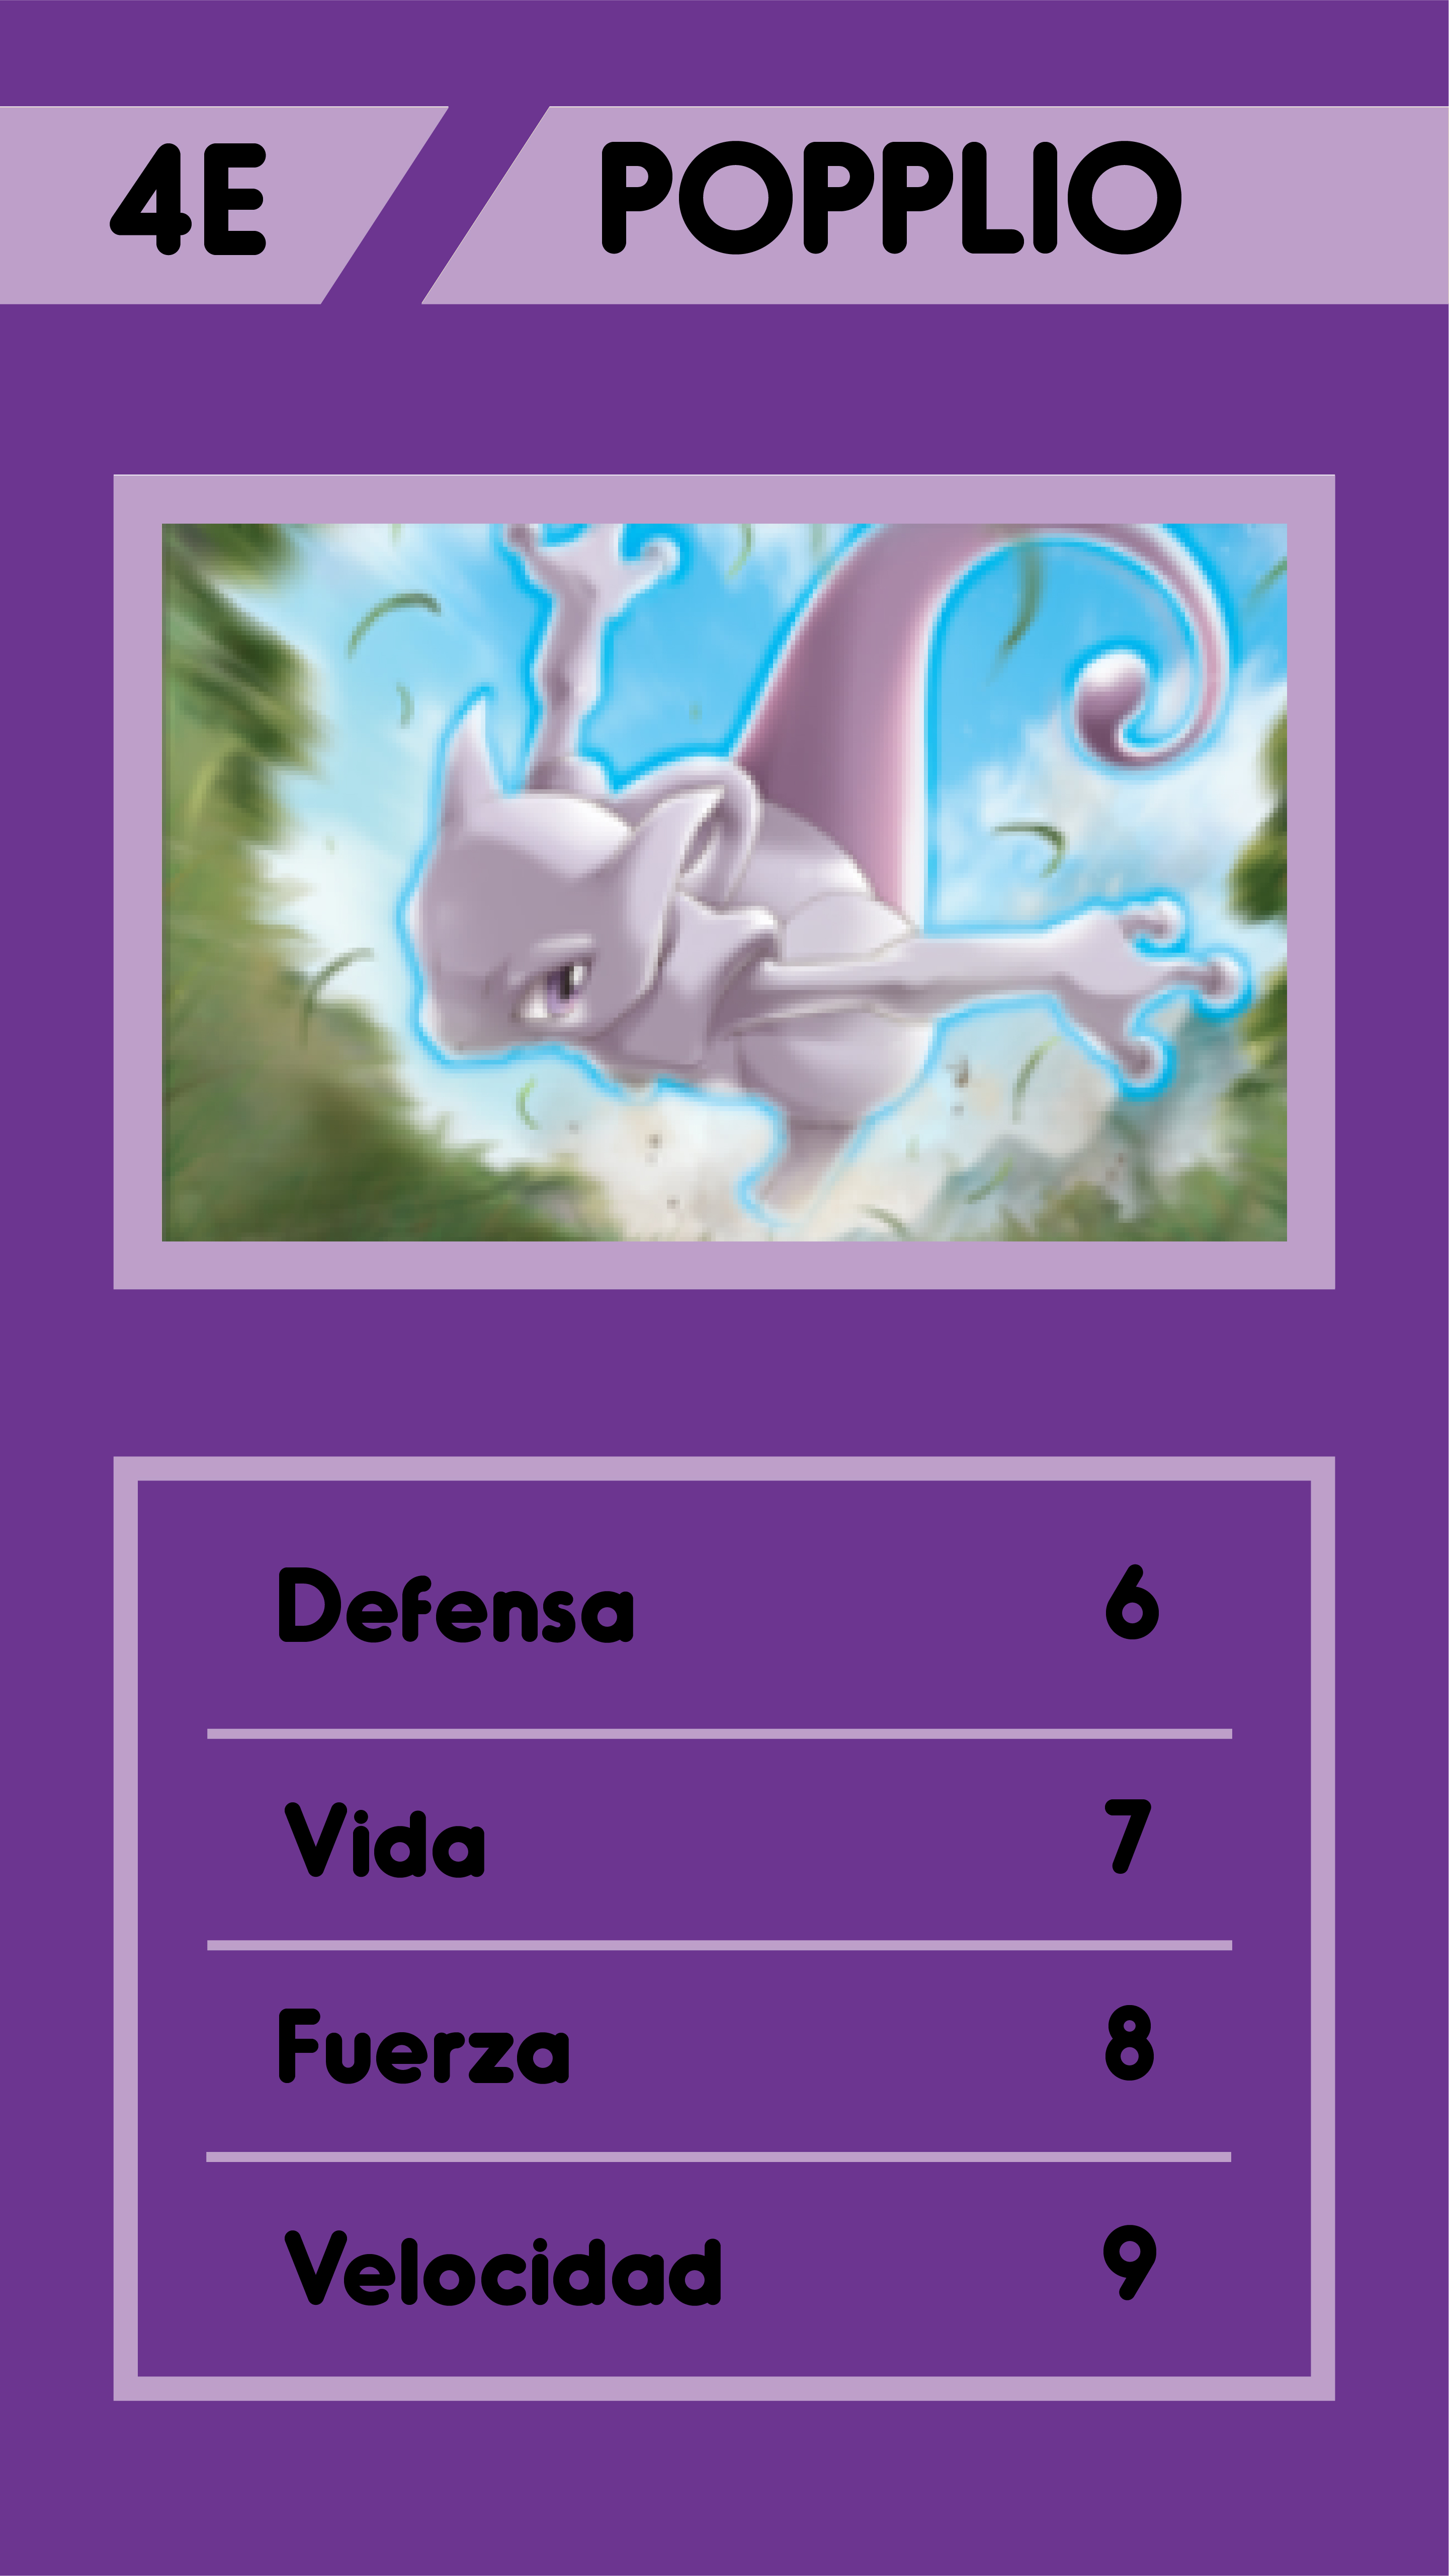 4E POPPLIO
Defensa 6
Vida 7
Fuerza 8
Velocidad 9